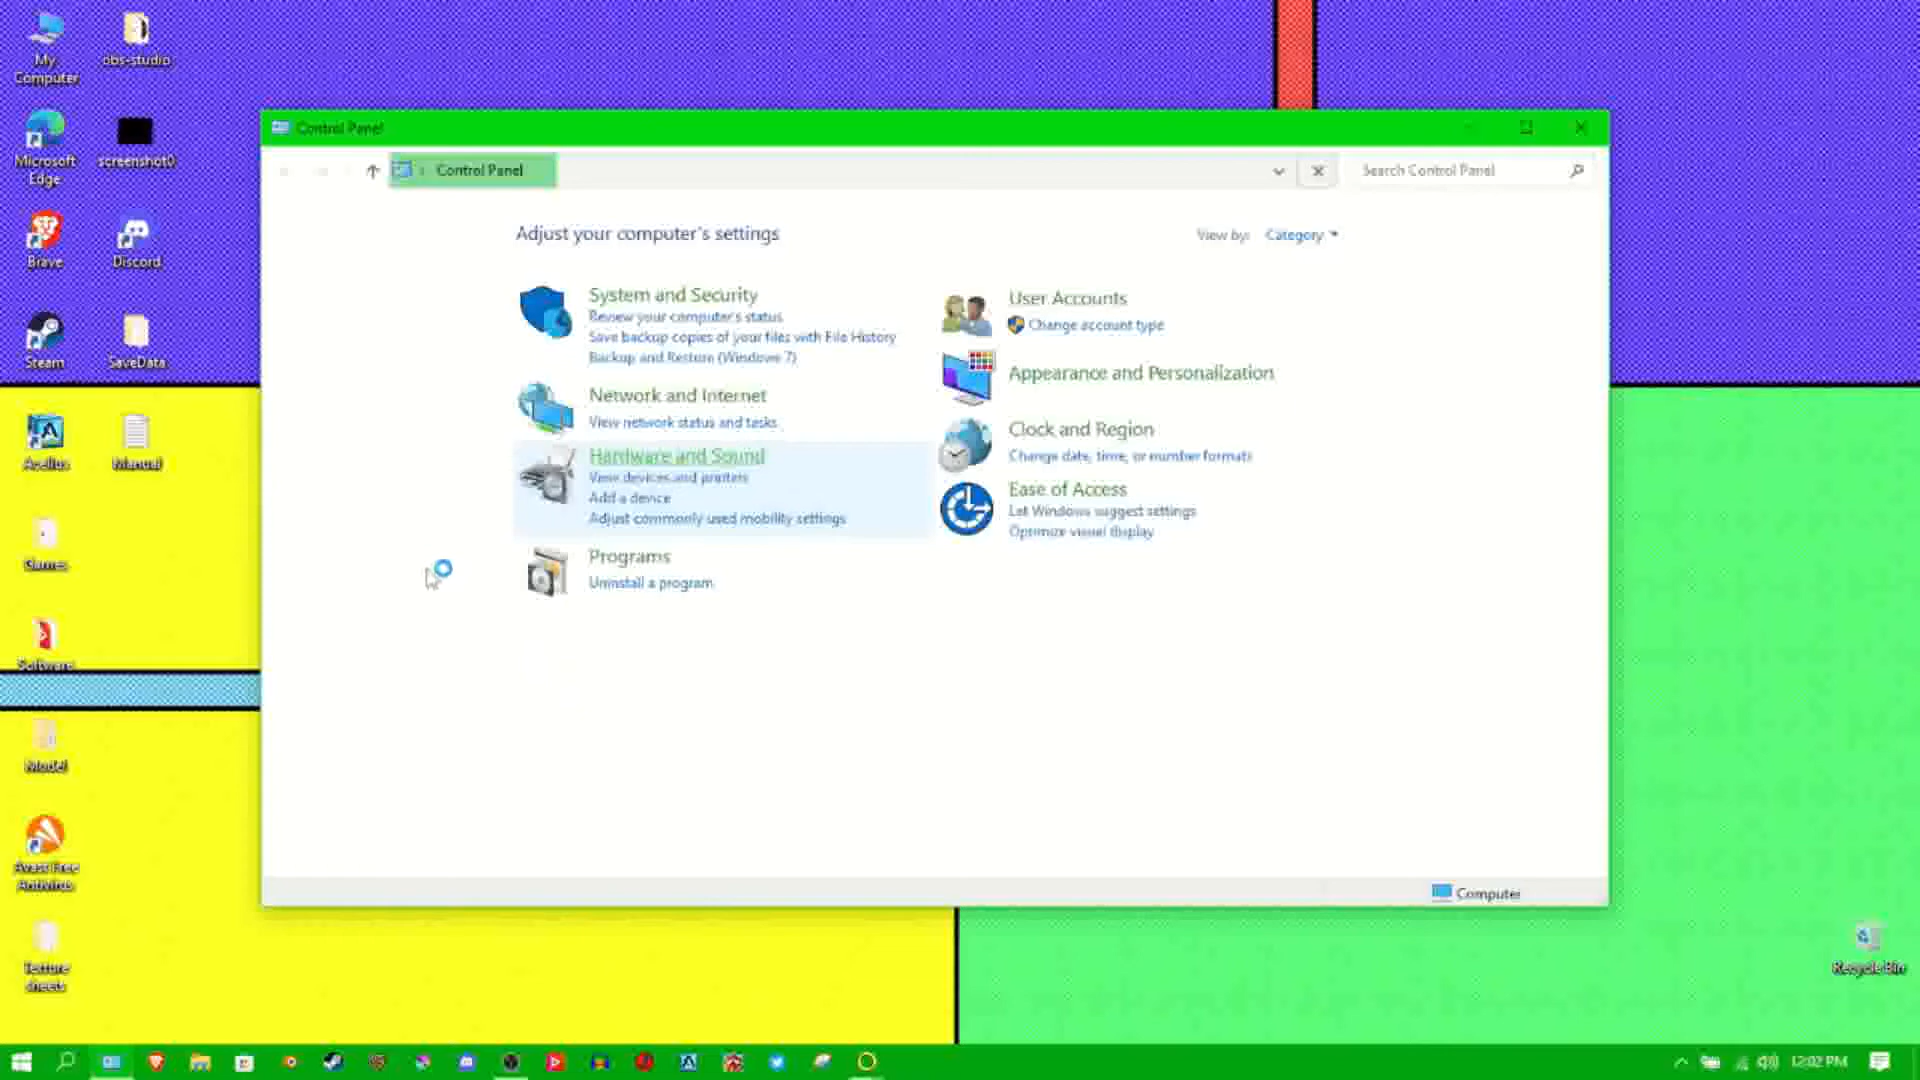 My Computer
obs-studio
Microsoft Edge
screenshot0
Brave
Discord
Steam
SaveData
Acellus
Manual
Games
Software
Model
Avast Free Antivirus
Texture sheets
Control Panel
Control Panel
Search Control Panel
Adjust your computer's settings
View by: Category
System and Security
Review your computer's status
Save backup copies of your files with File History
Backup and Restore (Windows 7)
Network and Internet
View network status and tasks
Hardware and Sound
View devices and printers
Add a device
Adjust commonly used mobility settings
Programs
Uninstall a program
User Accounts
Change account type
Appearance and Personalization
Clock and Region
Change date, time, or number formats
Ease of Access
Let Windows suggest settings
Optimize visual display
Computer
Recycle Bin
12:02 PM